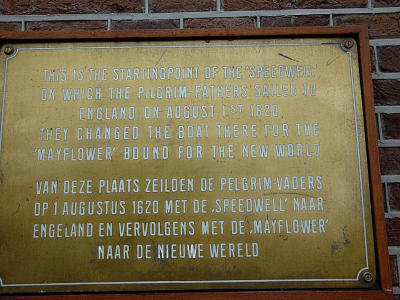 THIS IS THE STARTINGPOINT OF THE 'SPEEDWELL'
ON WHICH THE PILGRIM-FATHERS SAILED TO
ENGLAND ON AUGUST 1.ST 1620.
THEY CHANGED THE BOAT THERE FOR THE
'MAYFLOWER' BOUND FOR THE NEW WORLD
VAN DEZE PLAATS ZEILDEN DE PELGRIM-VADERS
OP 1 AUGUSTUS 1620 MET DE ,SPEEDWELL' NAAR
ENGELAND EN VERVOLGENS MET DE ,MAYFLOWER'
NAAR DE NIEUWE WERELD